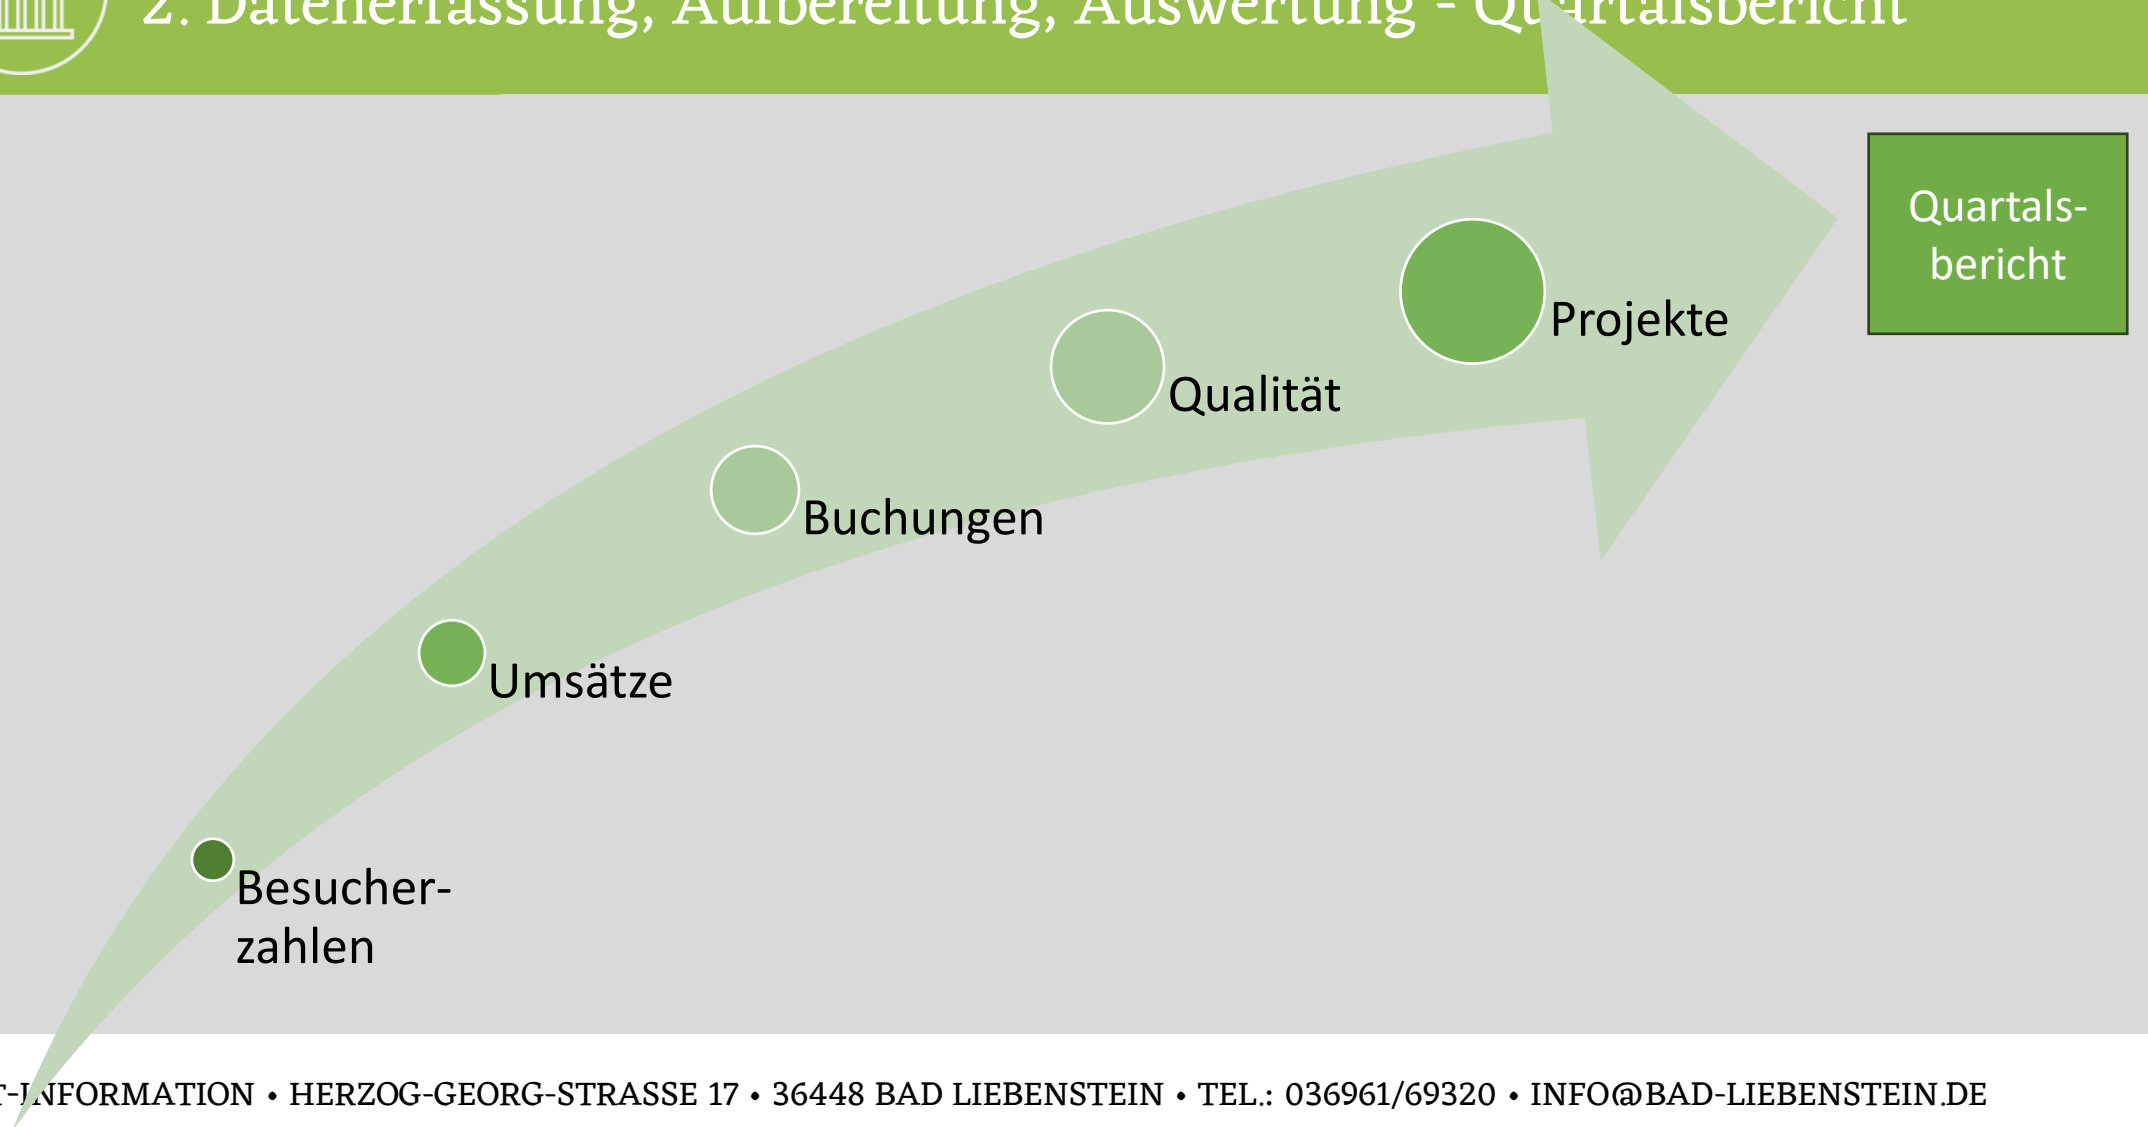 2. Datenerfassung, Aufbereitung, Auswertung - Quartalsbericht
Quartals-
bericht
Projekte
Qualität
Buchungen
Umsätze
Besucher-
zahlen
T-INFORMATION • HERZOG-GEORG-STRASSE 17 • 36448 BAD LIEBENSTEIN • TEL.: 036961/69320 • INFO@BAD-LIEBENSTEIN.DE